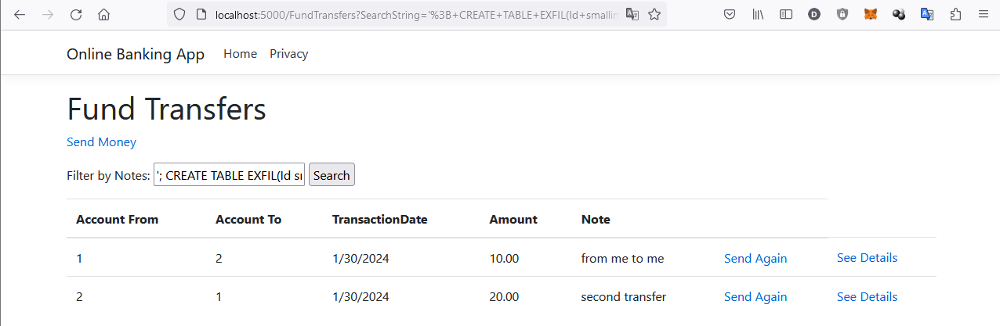 localhost:5000/FundTransfers?SearchString='%3B+CREATE+TABLE+EXFIL(Id+smallin
Online Banking App Home Privacy
Fund Transfers
Send Money
Filter by Notes: '; CREATE TABLE EXFIL(Id sm Search
Account From Account To TransactionDate Amount Note
1 2 1/30/2024 10.00 from me to me Send Again See Details
2 1 1/30/2024 20.00 second transfer Send Again See Details